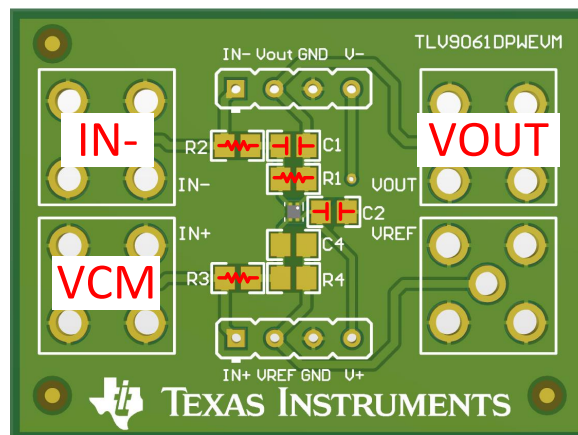 TLV9061DPWEVM
IN- Vout GND V-
IN-
VOUT
R2
C1
R1
IN-
VOUT
C2
IN+
VREF
C4
VCM
R3
R4
IN+ VREF GND V+
ti
TEXAS INSTRUMENTS